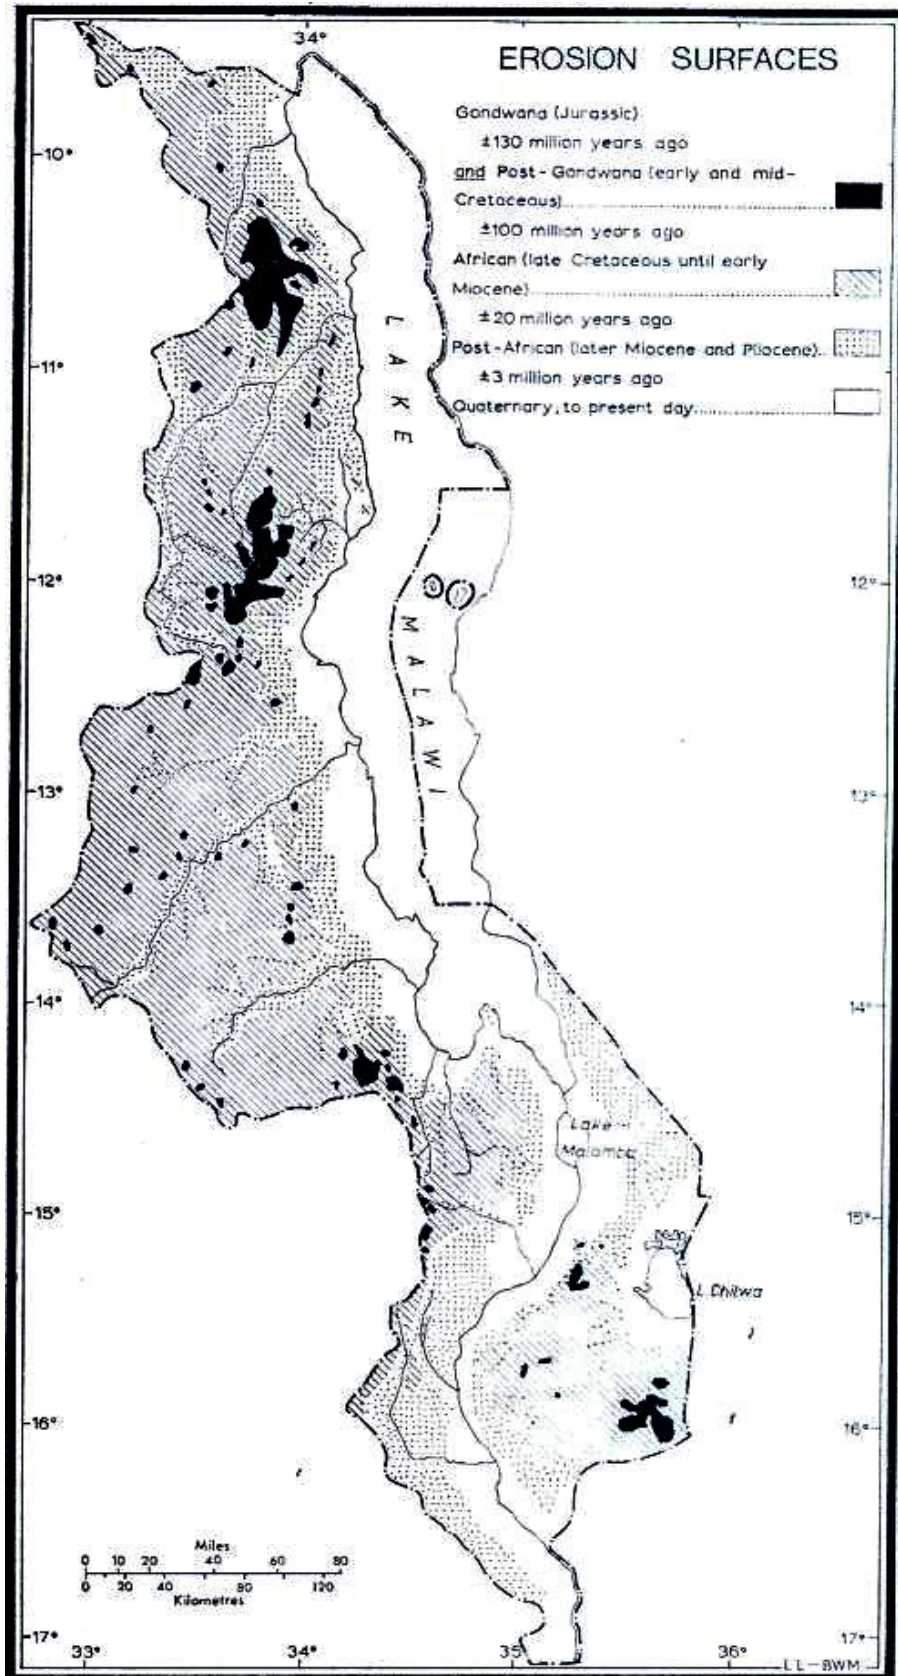 34°
EROSION SURFACES
Gondwana (Jurassic)
±130 million years ago
and Post-Gondwana (early and mid-
Cretaceous)
±100 million years ago
African (late Cretaceous until early
Miocene)
±20 million years ago
Post-African (later Miocene and Pliocene)
±3 million years ago
Quaternary, to present day
10°
11°
12°
12°
13°
13°
14°
14°
15°
15°
16°
16°
17°
17°
LAKE
MALAWI
Lake
Malombe
L. Chilwa
Miles
0 10 20 40 60 80
0 20 40 80 120
Kilometres
33° 34° 35° 36°
LL-BWM